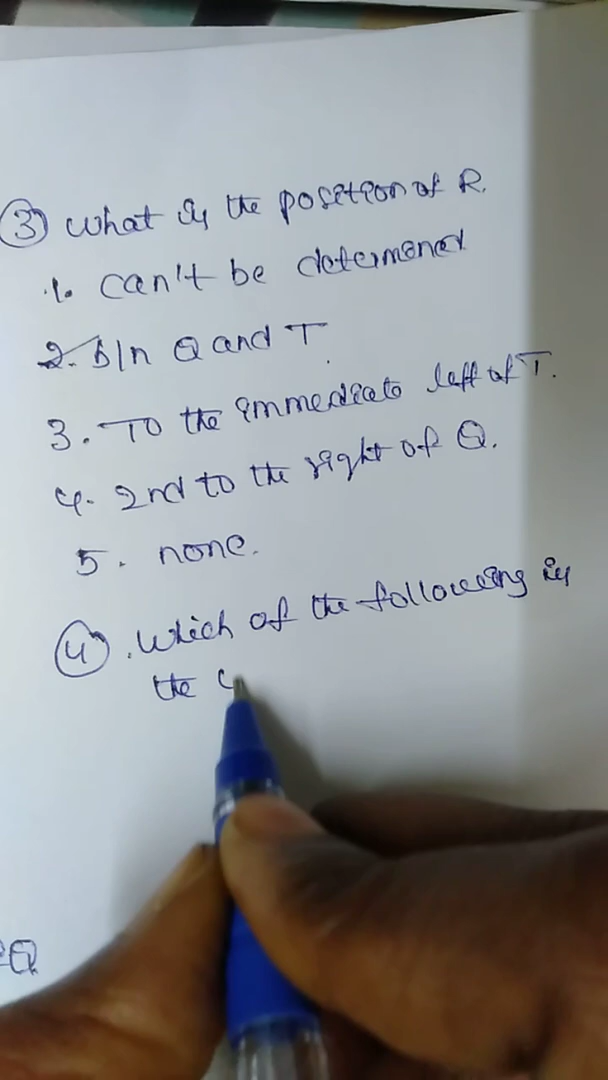 3 What is the position of R.
1. can't be determined
2. b/n Q and T
3. To the immediate left of T.
4. 2nd to the right of Q.
5. none.
4 . Which of the following is
the
Q